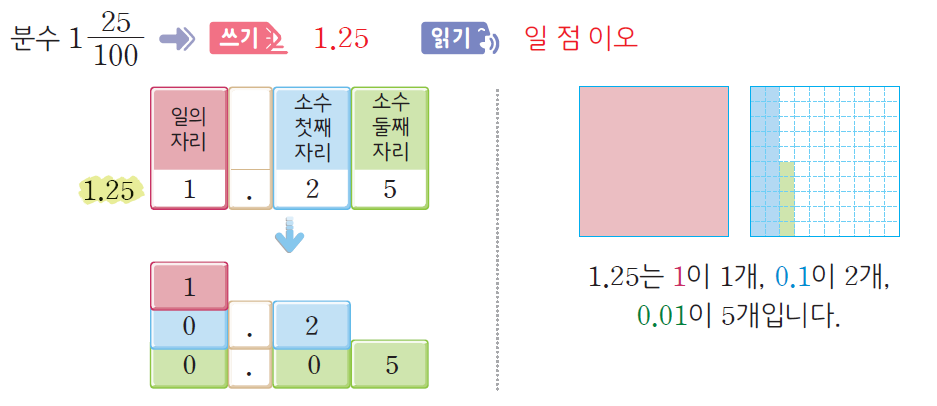 분수 1 25/100 쓰기 1.25 읽기 일 점 이오
일의 자리 . 소수 첫째 자리 소수 둘째 자리
1.25 1 . 2 5
1
0 . 2
0 . 0 5
1.25는 1이 1개, 0.1이 2개,
0.01이 5개입니다.